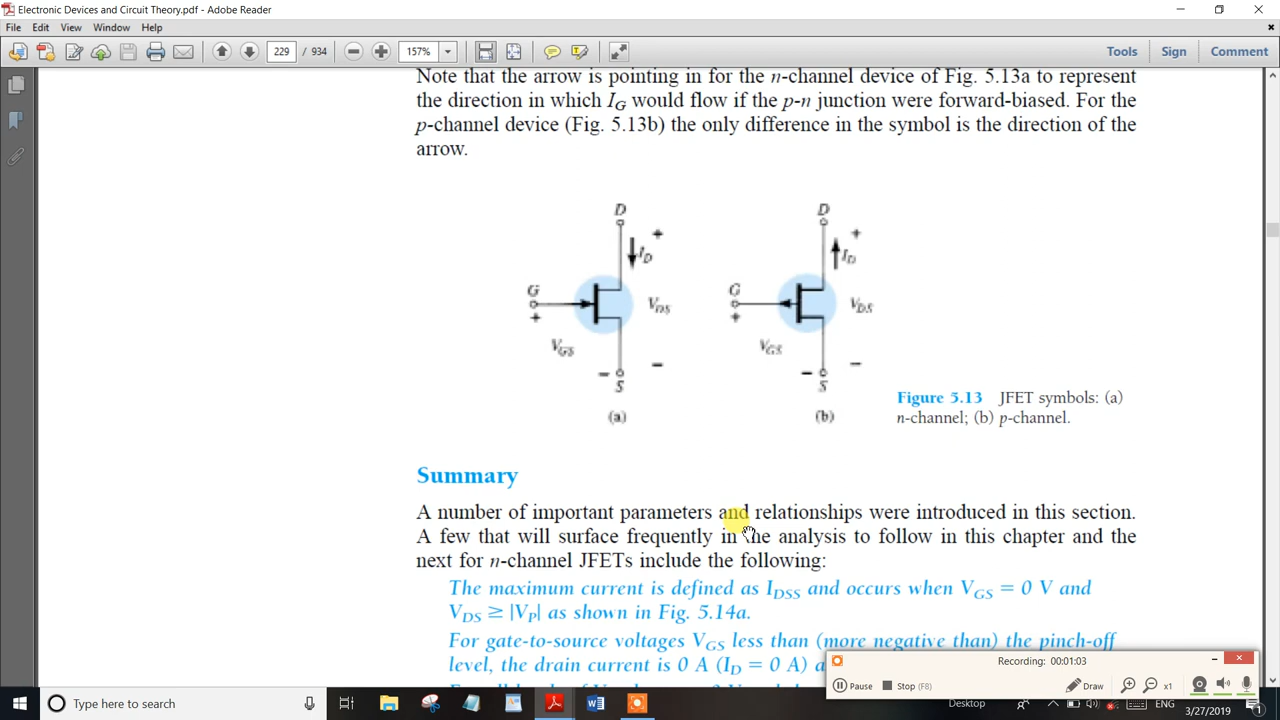 Electronic Devices and Circuit Theory.pdf - Adobe Reader
File Edit View Window Help
229 / 934 157% Tools Sign Comment
Note that the arrow is pointing in for the n-channel device of Fig. 5.13a to represent
the direction in which IG would flow if the p-n junction were forward-biased. For the
p-channel device (Fig. 5.13b) the only difference in the symbol is the direction of the
arrow.
D D
+ +
ID ID
G G
VDS VDS
+ +
VGS VGS
– – – –
S S
(a) (b)
Figure 5.13 JFET symbols: (a)
n-channel; (b) p-channel.
Summary
A number of important parameters and relationships were introduced in this section.
A few that will surface frequently in the analysis to follow in this chapter and the
next for n-channel JFETs include the following:
The maximum current is defined as IDSS and occurs when VGS = 0 V and
VDS ≥ |VP| as shown in Fig. 5.14a.
For gate-to-source voltages VGS less than (more negative than) the pinch-off
level, the drain current is 0 A (ID = 0 A) a
Recording: 00:01:03
Pause Stop (F8) Draw x1
Type here to search
Desktop ENG
3/27/2019
1